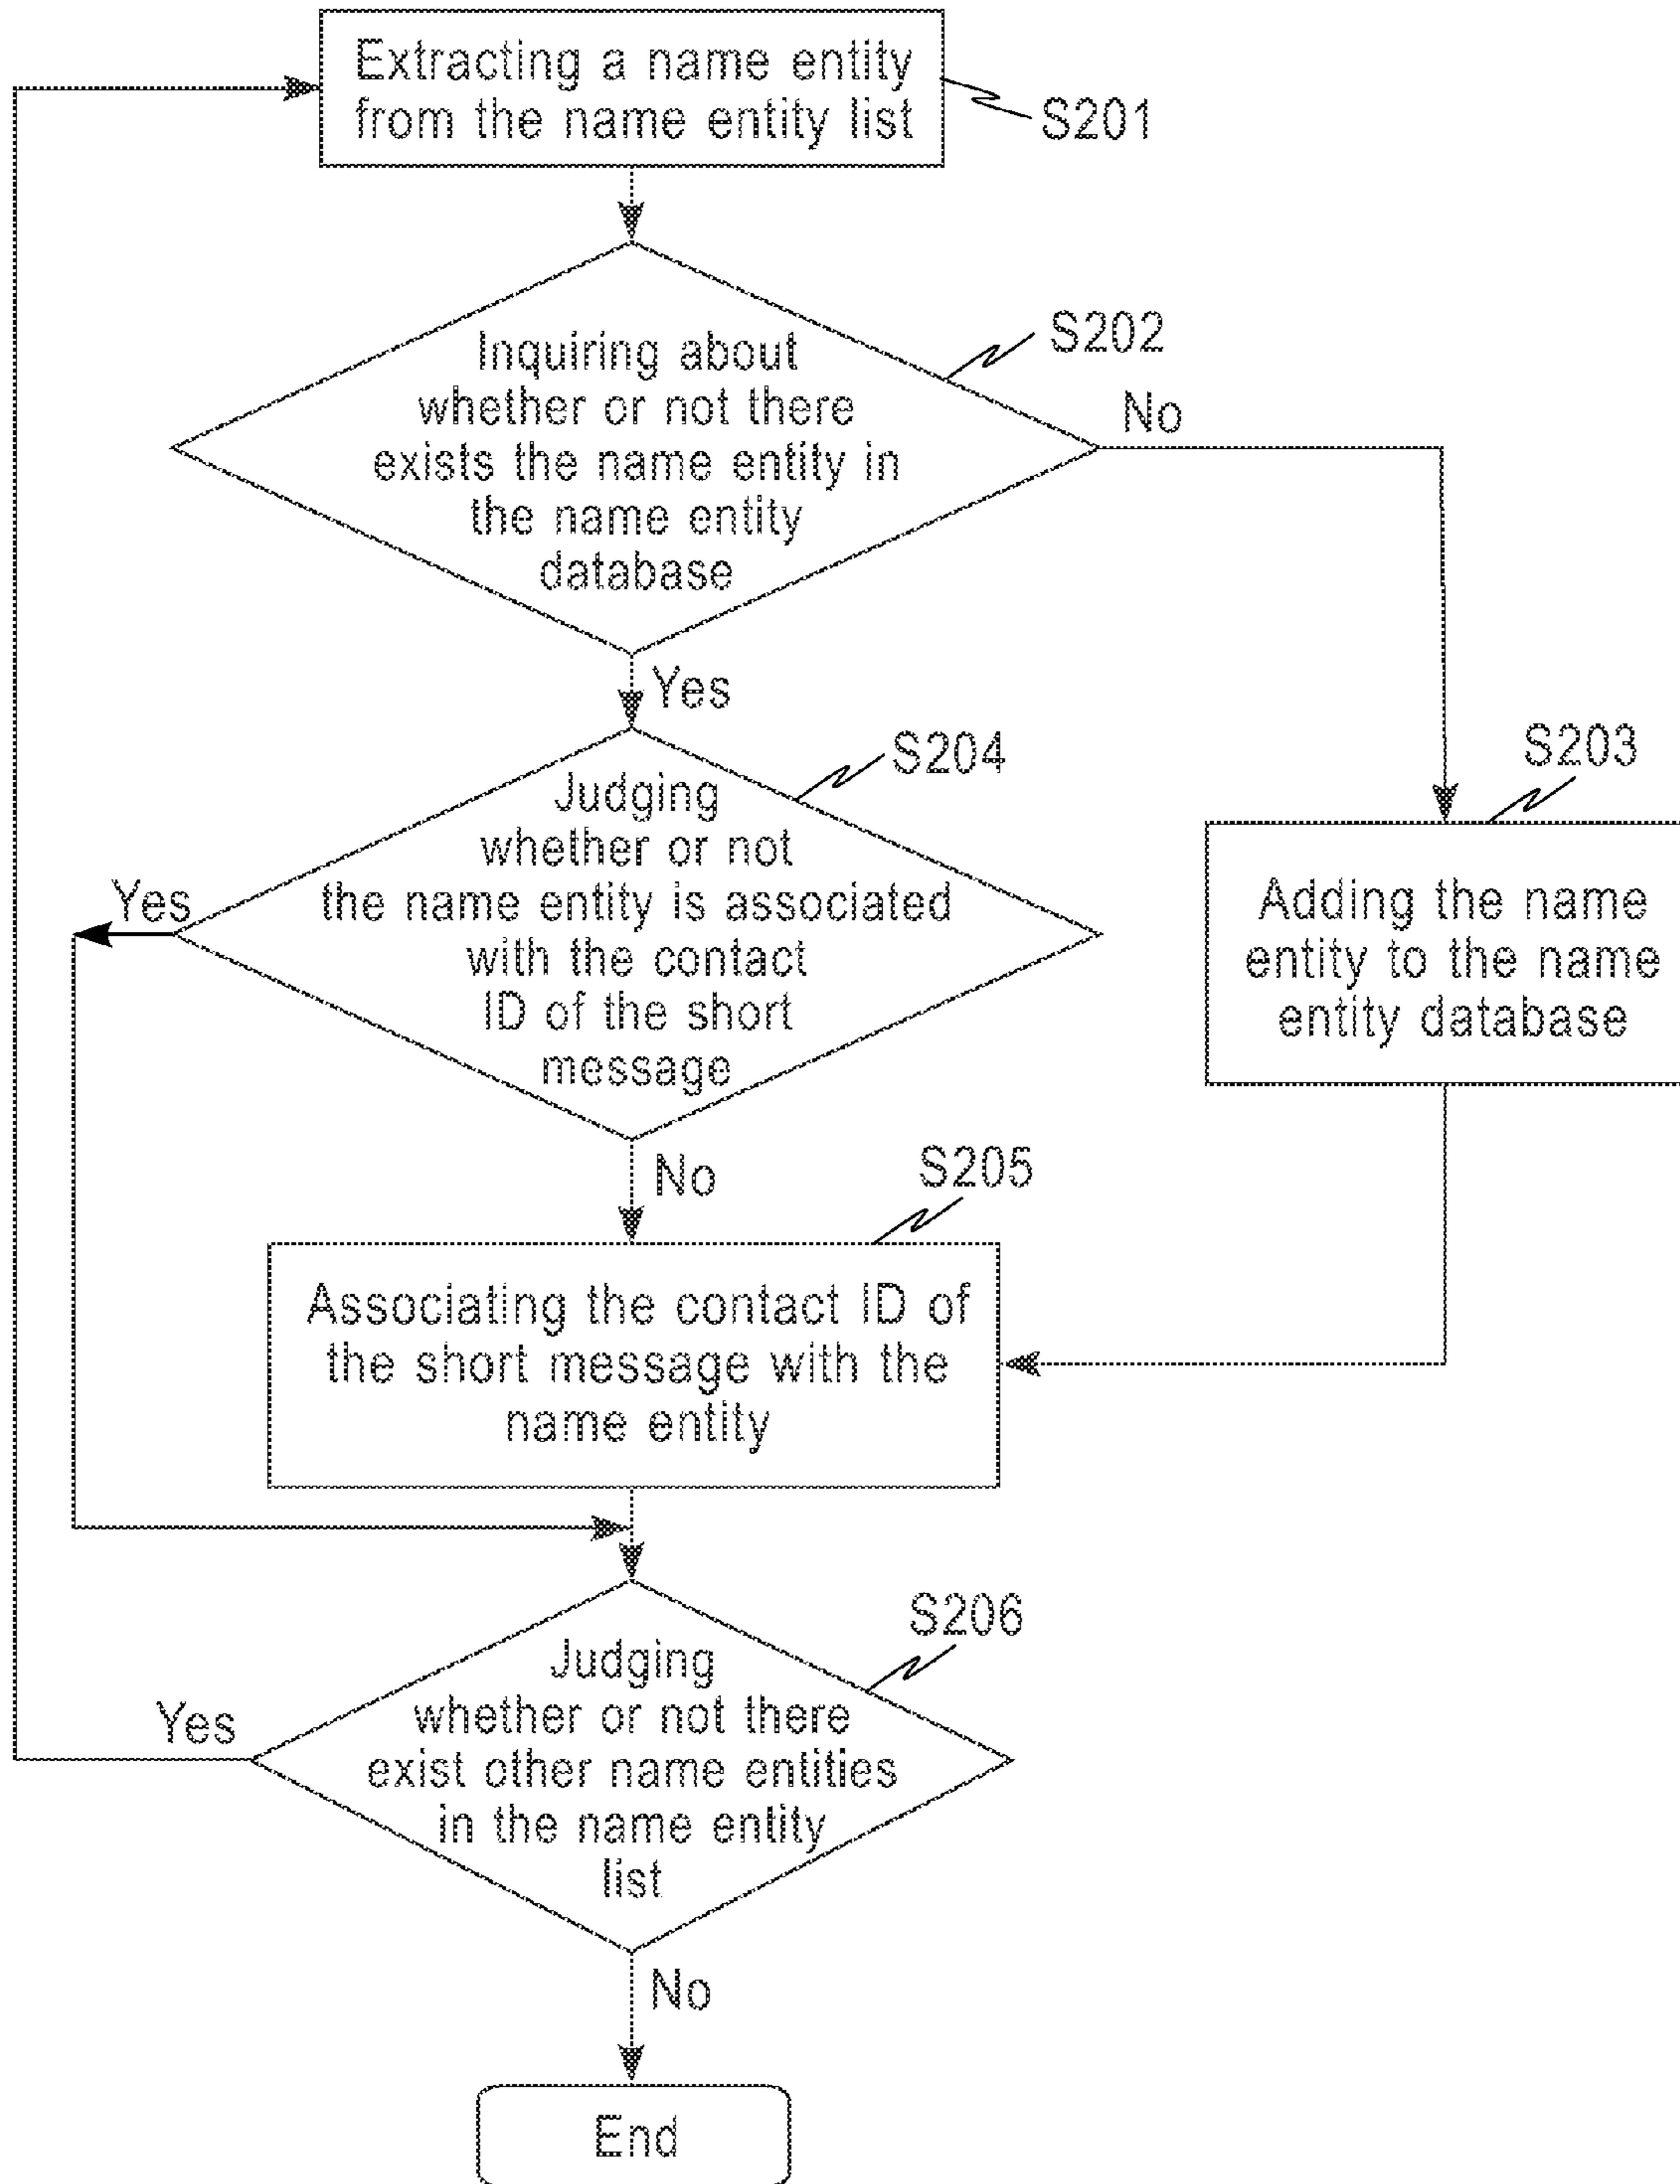 Extracting a name entity
from the name entity list
S201
Inquiring about
whether or not there
exists the name entity in
the name entity
database
S202
No
Yes
Judging
whether or not
the name entity is associated
with the contact
ID of the short
message
S204
Yes
S203
Adding the name
entity to the name
entity database
No
S205
Associating the contact ID of
the short message with the
name entity
S206
Judging
whether or not there
exist other name entities
in the name entity
list
Yes
No
End